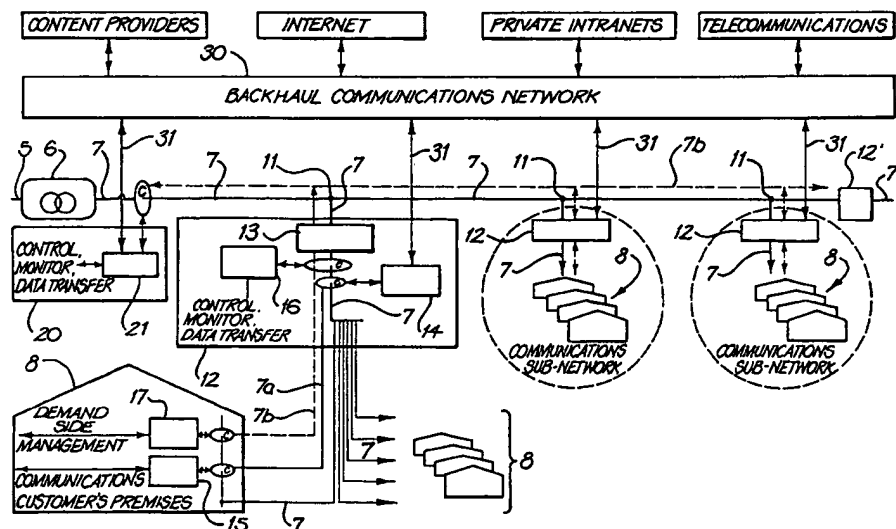 CONTENT PROVIDERS
INTERNET
PRIVATE INTRANETS
TELECOMMUNICATIONS
30
BACKHAUL COMMUNICATIONS NETWORK
31
31
31
31
5
6
7
C
7
11
7
7
11
7b
11
12'
7
13
12
12
CONTROL,
MONITOR,
DATA TRANSFER
21
20
C
C
16
14
CONTROL,
MONITOR,
DATA TRANSFER
7
12
7
8
COMMUNICATIONS
SUB-NETWORK
7
8
COMMUNICATIONS
SUB-NETWORK
8
7a
7b
17
DEMAND
SIDE
MANAGEMENT
C
COMMUNICATIONS
C
CUSTOMER'S PREMISES
15
7
7
8